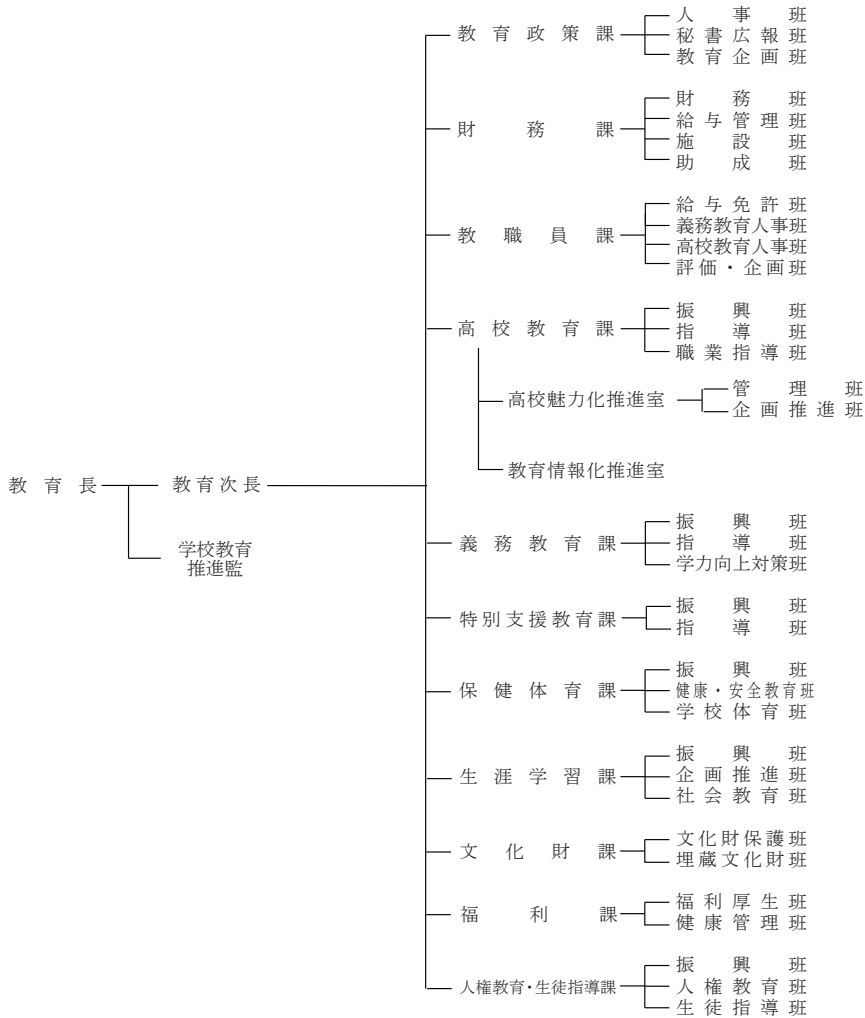 教育長
教育次長
学校教育
推進監
教育政策課
人事班
秘書広報班
教育企画班
財務課
財務班
給与管理班
施設班
助成班
教職員課
給与免許班
義務教育人事班
高校教育人事班
評価・企画班
高校教育課
振興班
指導班
職業指導班
高校魅力化推進室
管理班
企画推進班
教育情報化推進室
義務教育課
振興班
指導班
学力向上対策班
特別支援教育課
振興班
指導班
保健体育課
振興班
健康・安全教育班
学校体育班
生涯学習課
振興班
企画推進班
社会教育班
文化財課
文化財保護班
埋蔵文化財班
福利課
福利厚生班
健康管理班
人権教育・生徒指導課
振興班
人権教育班
生徒指導班